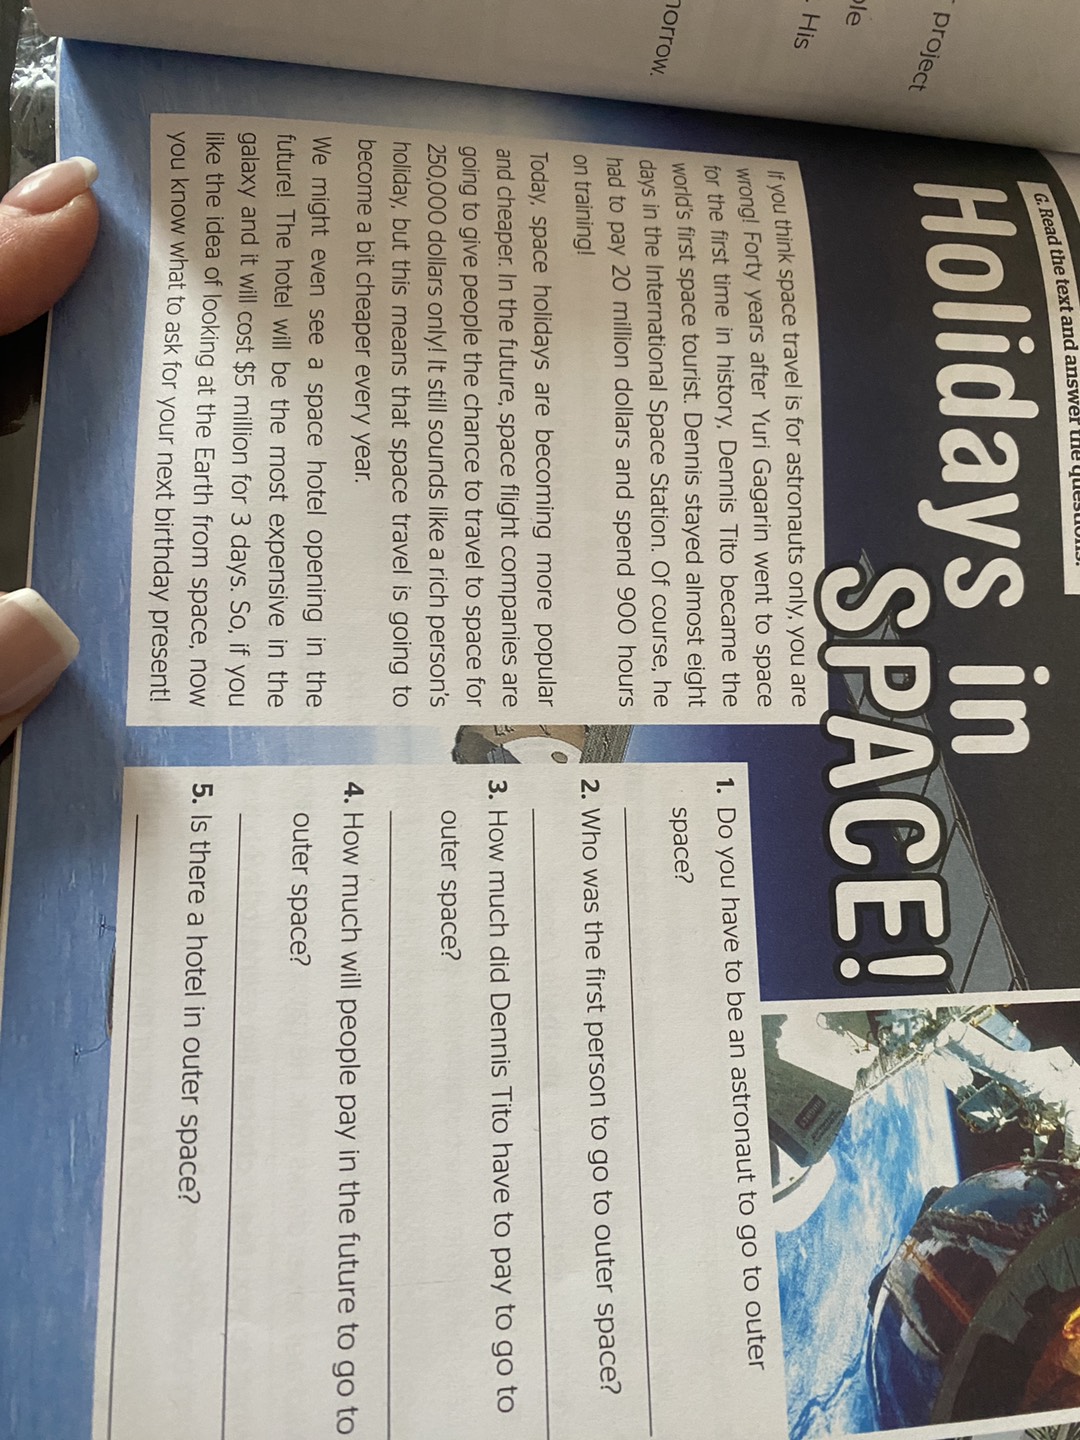 G. Read the text and answer the questions.
Holidays in
SPACE!
project
. His
If you think space travel is for astronauts only, you are
wrong! Forty years after Yuri Gagarin went to space
for the first time in history, Dennis Tito became the
world's first space tourist. Dennis stayed almost eight
days in the International Space Station. Of course, he
had to pay 20 million dollars and spend 900 hours
on training!
Today, space holidays are becoming more popular
and cheaper. In the future, space flight companies are
going to give people the chance to travel to space for
250,000 dollars only! It still sounds like a rich person's
holiday, but this means that space travel is going to
become a bit cheaper every year.
We might even see a space hotel opening in the
future! The hotel will be the most expensive in the
galaxy and it will cost $5 million for 3 days. So, if you
like the idea of looking at the Earth from space, now
you know what to ask for your next birthday present!
1. Do you have to be an astronaut to go to outer
space?
2. Who was the first person to go to outer space?
3. How much did Dennis Tito have to pay to go to
outer space?
4. How much will people pay in the future to go to
outer space?
5. Is there a hotel in outer space?